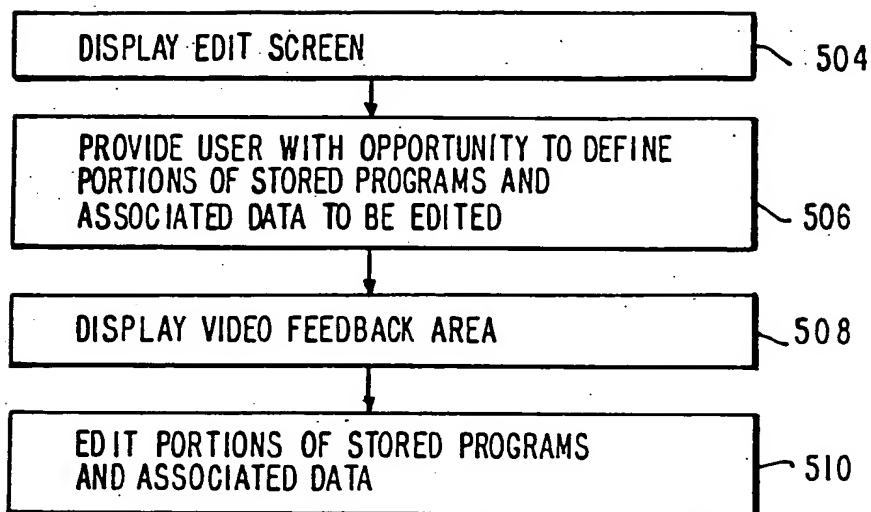 DISPLAY EDIT SCREEN
504
PROVIDE USER WITH OPPORTUNITY TO DEFINE
PORTIONS OF STORED PROGRAMS AND
ASSOCIATED DATA TO BE EDITED
506
DISPLAY VIDEO FEEDBACK AREA
508
EDIT PORTIONS OF STORED PROGRAMS
AND ASSOCIATED DATA
510